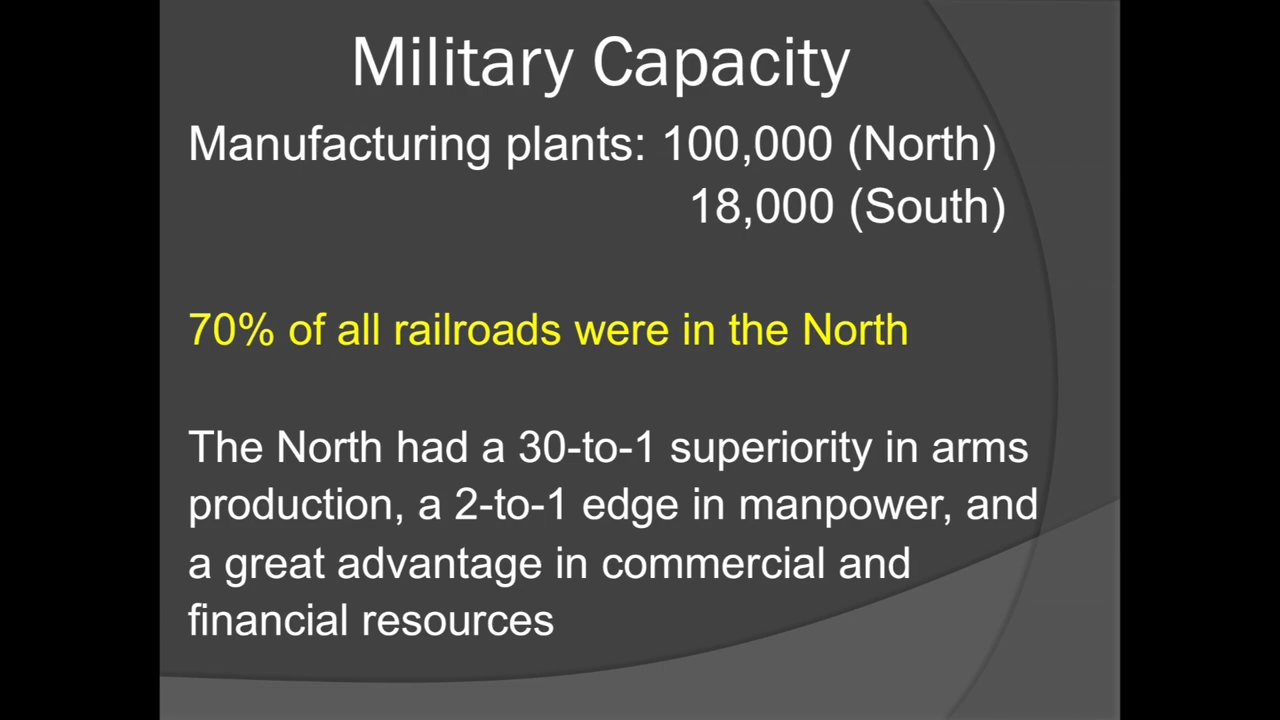 Military Capacity
Manufacturing plants: 100,000 (North)
18,000 (South)
70% of all railroads were in the North
The North had a 30-to-1 superiority in arms
production, a 2-to-1 edge in manpower, and
a great advantage in commercial and
financial resources